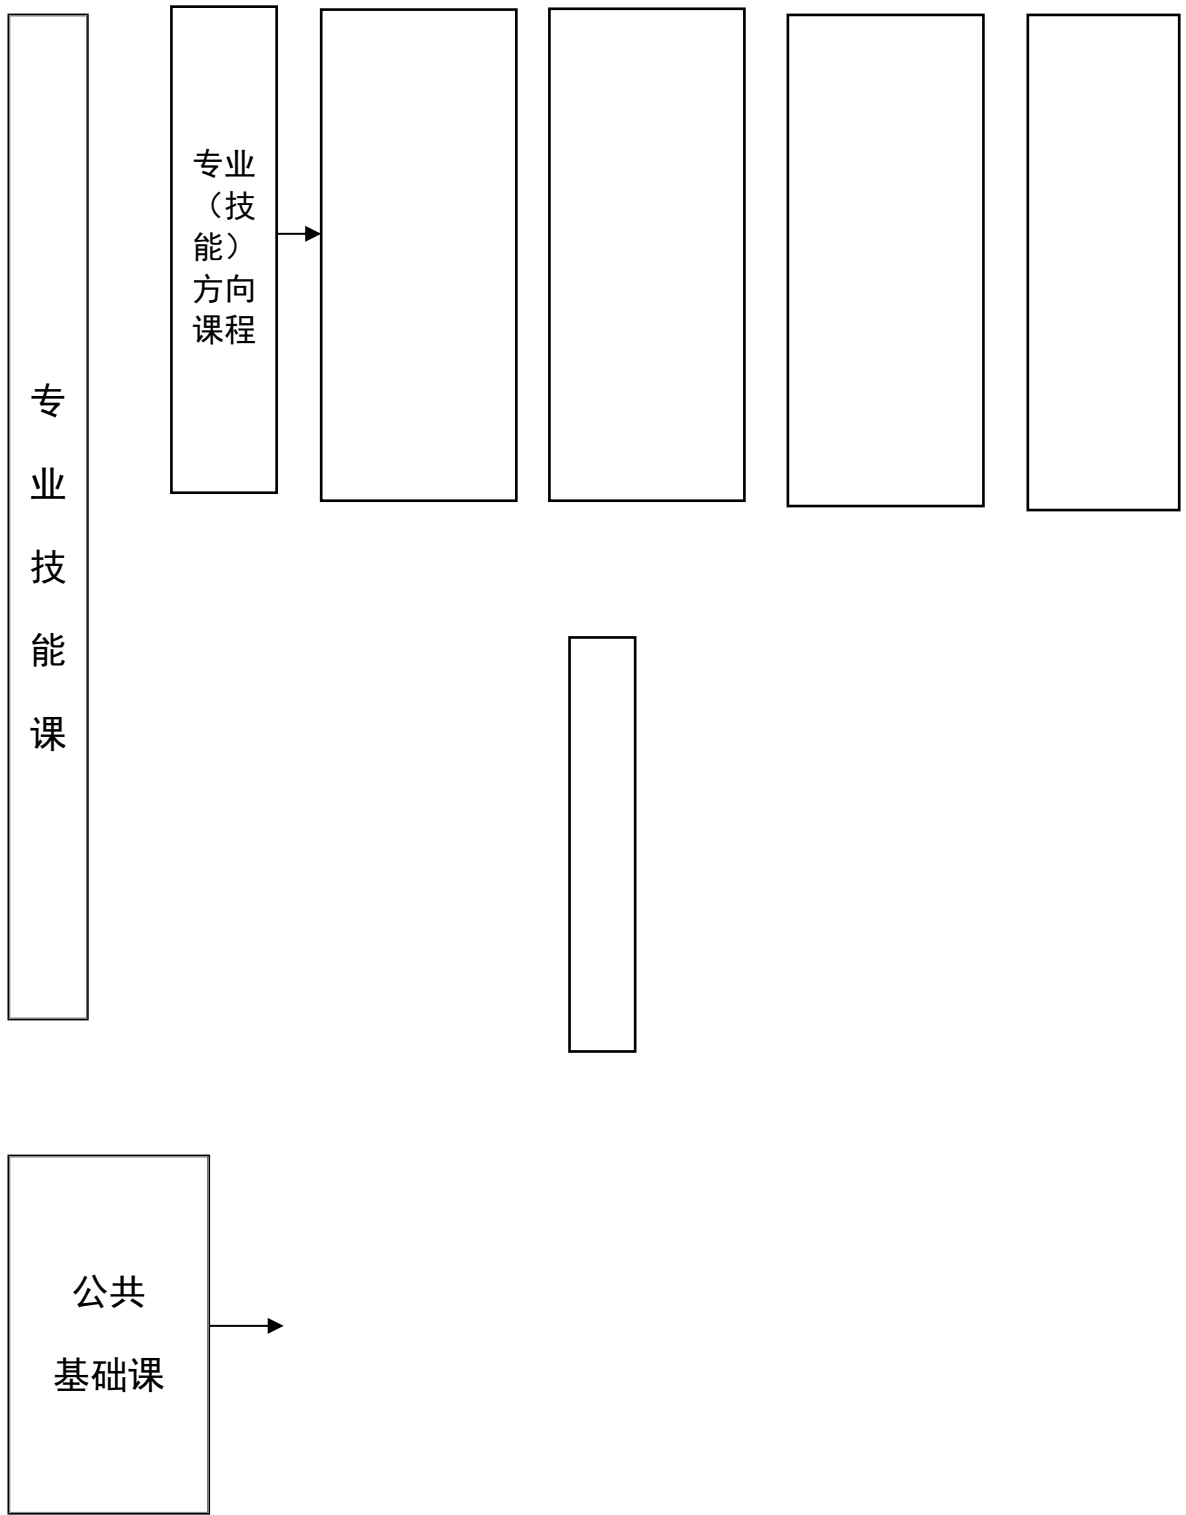 专业
（技
能）
方向
课程
专
业
技
能
课
公共
基础课